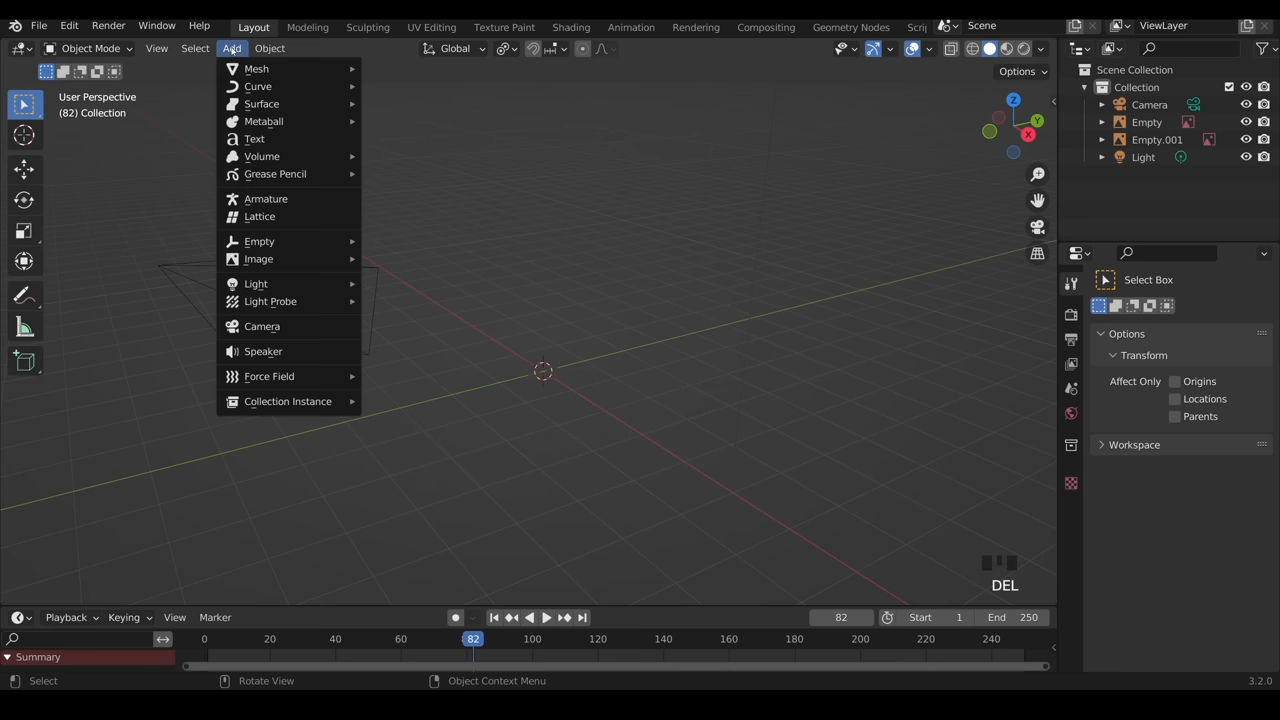 File Edit Render Window Help Layout Modeling Sculpting UV Editing Texture Paint Shading Animation Rendering Compositing Geometry Nodes Scri Scene ViewLayer
Object Mode View Select Add Object Global
Options
User Perspective
(82) Collection
Mesh
Curve
Surface
Metaball
Text
Volume
Grease Pencil
Armature
Lattice
Empty
Image
Light
Light Probe
Camera
Speaker
Force Field
Collection Instance
Z
Y
X
Scene Collection
Collection
Camera
Empty
Empty.001
Light
Select Box
Options
Transform
Affect Only Origins
Locations
Parents
Workspace
DEL
Playback Keying View Marker 82 Start 1 End 250
0 20 40 60 82 100 120 140 160 180 200 220 240
Summary
Select Rotate View Object Context Menu 3.2.0